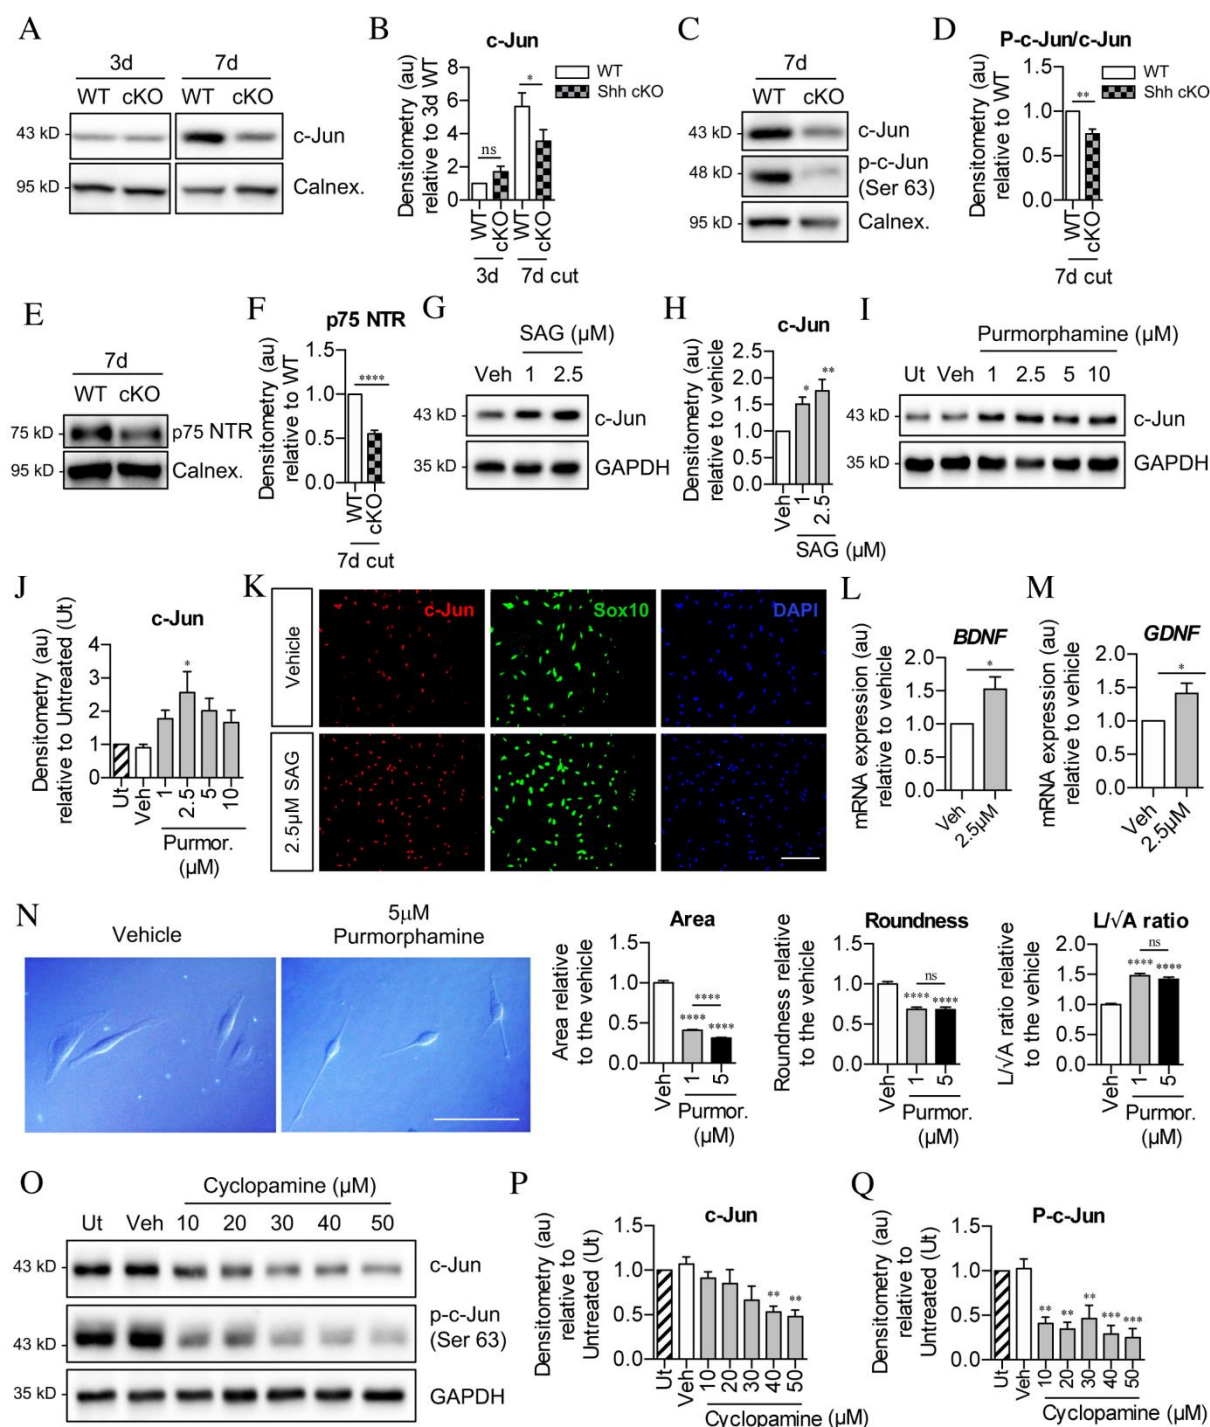 A
3d 7d
WT cKO WT cKO
43 kD c-Jun
95 kD Calnex.
B
c-Jun
Densitometry (au)
relative to 3d WT
8
6
4
2
0
ns
*
WT
Shh cKO
WT cKO WT cKO
3d 7d cut
C
7d
WT cKO
43 kD c-Jun
48 kD p-c-Jun
(Ser 63)
95 kD Calnex.
D
P-c-Jun/c-Jun
Densitometry (au)
relative to WT
1.5
1.0
0.5
0.0
**
WT
Shh cKO
WT cKO
7d cut
E
7d
WT cKO
75 kD p75 NTR
95 kD Calnex.
F
p75 NTR
Densitometry (au)
relative to WT
1.5
1.0
0.5
0.0
****
WT cKO
7d cut
G
SAG (µM)
Veh 1 2.5
43 kD c-Jun
35 kD GAPDH
H
c-Jun
Densitometry (au)
relative to vehicle
2.5
2.0
1.5
1.0
0.5
0.0
* **
Veh 1 2.5
SAG (µM)
I
Purmorphamine (µM)
Ut Veh 1 2.5 5 10
43 kD c-Jun
35 kD GAPDH
J
c-Jun
Densitometry (au)
relative to Untreated (Ut)
4
3
2
1
0
*
Ut Veh 1 2.5 5 10
Purmor.
(µM)
K
Vehicle
c-Jun Sox10 DAPI
2.5µM SAG
L
BDNF
mRNA expression (au)
relative to vehicle
2.0
1.5
1.0
0.5
0.0
*
Veh 2.5µM
M
GDNF
mRNA expression (au)
relative to vehicle
2.0
1.5
1.0
0.5
0.0
*
Veh 2.5µM
N
Vehicle
5µM
Purmorphamine
Area
Area relative
to the vehicle
1.5
1.0
0.5
0.0
****
**** ****
Veh 1 5
Purmor.
(µM)
Roundness
Roundness relative
to the vehicle
1.5
1.0
0.5
0.0
ns
**** ****
Veh 1 5
Purmor.
(µM)
L/√A ratio
L/√A ratio relative
to the vehicle
2.0
1.5
1.0
0.5
0.0
ns
**** ****
Veh 1 5
Purmor.
(µM)
O
Cyclopamine (µM)
Ut Veh 10 20 30 40 50
43 kD c-Jun
43 kD p-c-Jun
(Ser 63)
35 kD GAPDH
P
c-Jun
Densitometry (au)
relative to
Untreated (Ut)
1.5
1.0
0.5
0.0
** **
Ut Veh 10 20 30 40 50
Cyclopamine (µM)
Q
P-c-Jun
Densitometry (au)
relative to
Untreated (Ut)
1.5
1.0
0.5
0.0
** ** ** *** ***
Ut Veh 10 20 30 40 50
Cyclopamine (µM)